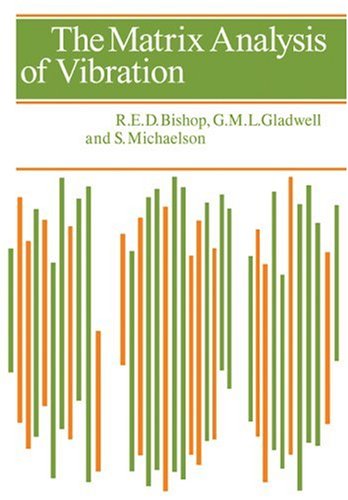 The Matrix Analysis
of Vibration
R.E.D. Bishop, G.M.L. Gladwell
and S. Michaelson